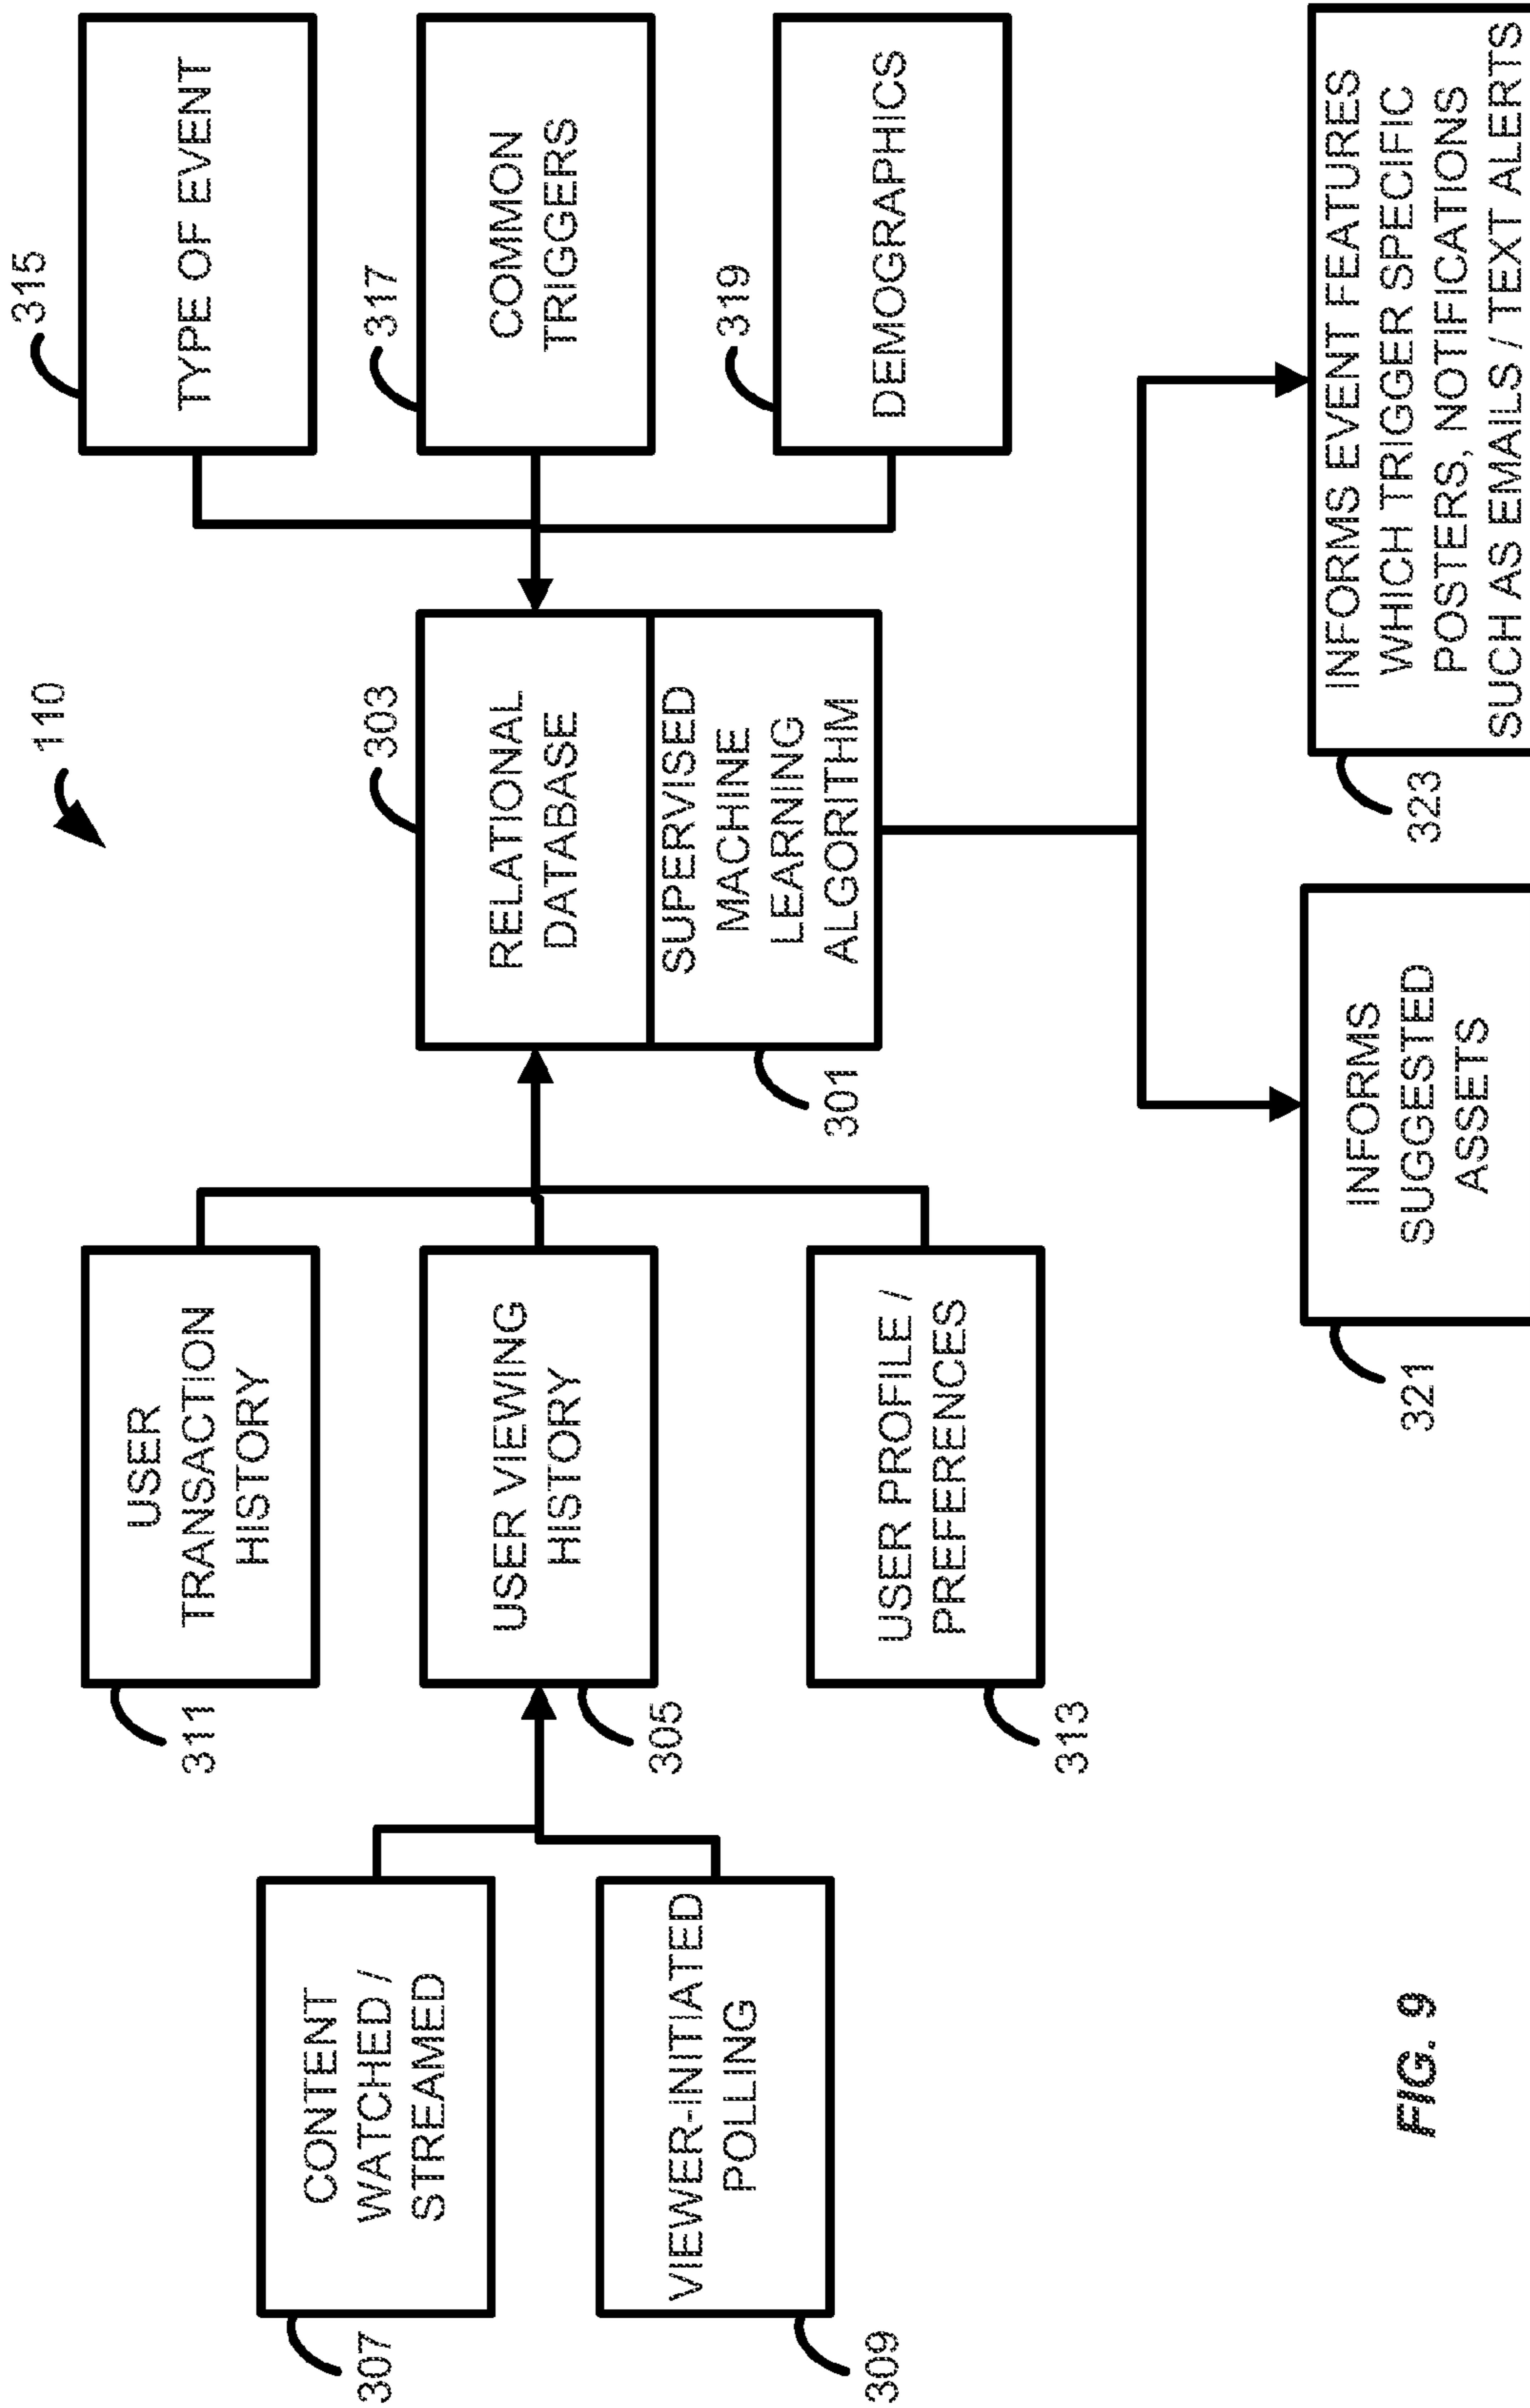 110
315
TYPE OF EVENT
317
COMMON
TRIGGERS
319
DEMOGRAPHICS
303
RELATIONAL
DATABASE
SUPERVISED
MACHINE
LEARNING
ALGORITHM
301
311
USER
TRANSACTION
HISTORY
305
USER VIEWING
HISTORY
313
USER PROFILE /
PREFERENCES
307
CONTENT
WATCHED /
STREAMED
309
VIEWER-INITIATED
POLLING
321
INFORMS
SUGGESTED
ASSETS
323
INFORMS EVENT FEATURES
WHICH TRIGGER SPECIFIC
POSTERS, NOTIFICATIONS
SUCH AS EMAILS / TEXT ALERTS
FIG. 9